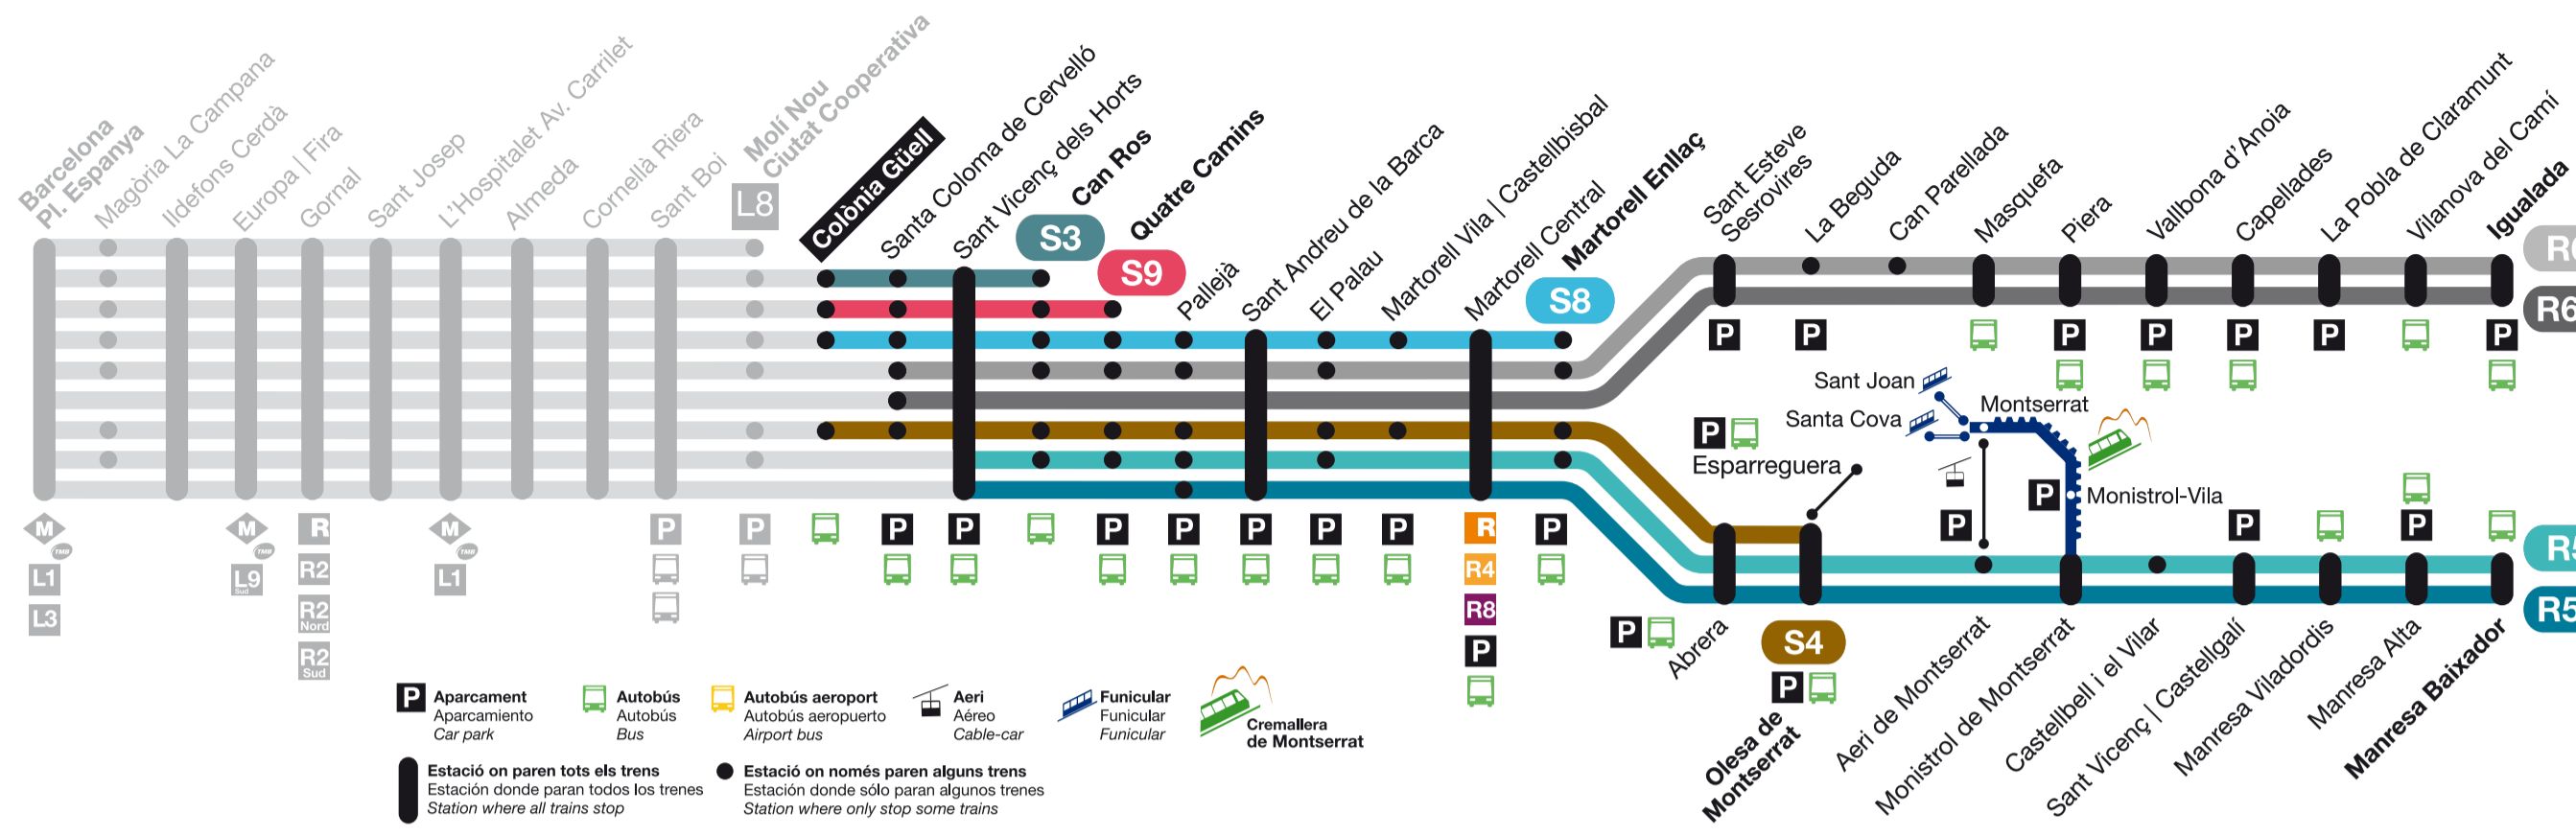 Barcelona
Pl. Espanya
Magòria La Campana
Ildefons Cerdà
Europa | Fira
Gornal
Sant Josep
L'Hospitalet Av. Carrilet
Almeda
Cornellà Riera
Sant Boi
Molí Nou
Ciutat Cooperativa
L8
Colònia Güell
Santa Coloma de Cervelló
Sant Vicenç dels Horts
Can Ros
S3
Quatre Camins
S9
Pallejà
Sant Andreu de la Barca
El Palau
Martorell Vila | Castellbisbal
Martorell Central
Martorell Enllaç
S8
Sant Esteve
Sesrovires
La Beguda
Can Parellada
Masquefa
Piera
Vallbona d'Anoia
Capellades
La Pobla de Claramunt
Vilanova del Camí
Igualada
R6
R6
P
P
P
P
P
P
P
Sant Joan
Santa Cova
Montserrat
P
Esparreguera
P
Monistrol-Vila
P
P
P
R5
R5
M
TMB
L1
L3
M
TMB
L9
Sud
R
R2
R2
Nord
R2
Sud
M
TMB
L1
P
P
P
P
P
P
P
P
P
R
R4
R8
P
P
P
Abrera
S4
P
Olesa de
Montserrat
Aeri de Montserrat
Monistrol de Montserrat
Castellbell i el Vilar
Sant Vicenç | Castellgalí
Manresa Viladordis
Manresa Alta
Manresa Baixador
P
Aparcament
Aparcamiento
Car park
Autobús
Autobús
Bus
Autobús aeroport
Autobús aeropuerto
Airport bus
Aeri
Aéreo
Cable-car
Funicular
Funicular
Funicular
Cremallera
de Montserrat
Estació on paren tots els trens
Estación donde paran todos los trenes
Station where all trains stop
Estació on només paren alguns trens
Estación donde sólo paran algunos trenes
Station where only stop some trains